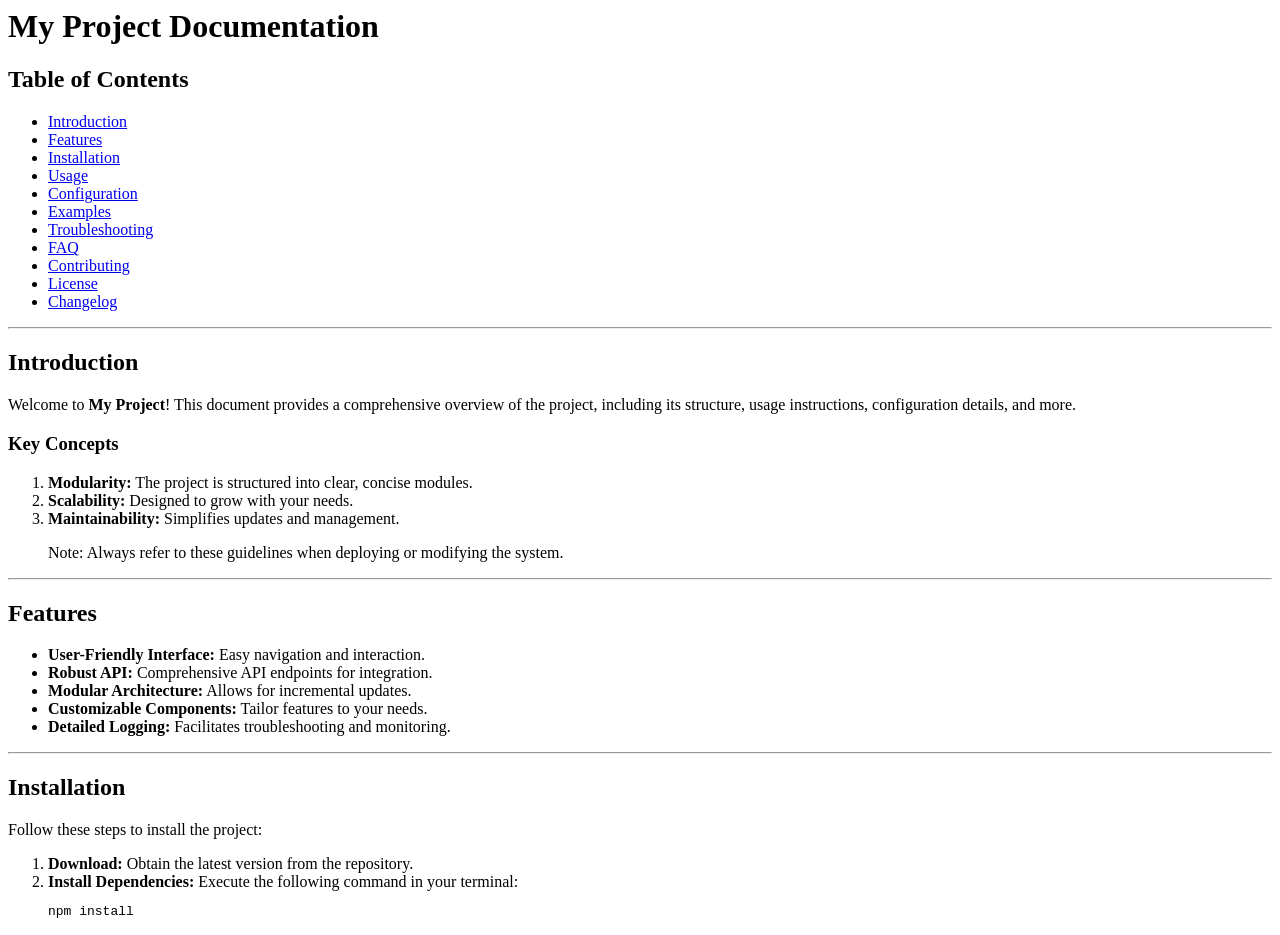 My Project Documentation
Table of Contents
Introduction
Features
Installation
Usage
Configuration
Examples
Troubleshooting
FAQ
Contributing
License
Changelog
Introduction
Welcome to My Project! This document provides a comprehensive overview of the project, including its structure, usage instructions, configuration details, and more.
Key Concepts
1. Modularity: The project is structured into clear, concise modules.
2. Scalability: Designed to grow with your needs.
3. Maintainability: Simplifies updates and management.
Note: Always refer to these guidelines when deploying or modifying the system.
Features
User-Friendly Interface: Easy navigation and interaction.
Robust API: Comprehensive API endpoints for integration.
Modular Architecture: Allows for incremental updates.
Customizable Components: Tailor features to your needs.
Detailed Logging: Facilitates troubleshooting and monitoring.
Installation
Follow these steps to install the project:
1. Download: Obtain the latest version from the repository.
2. Install Dependencies: Execute the following command in your terminal:
npm install